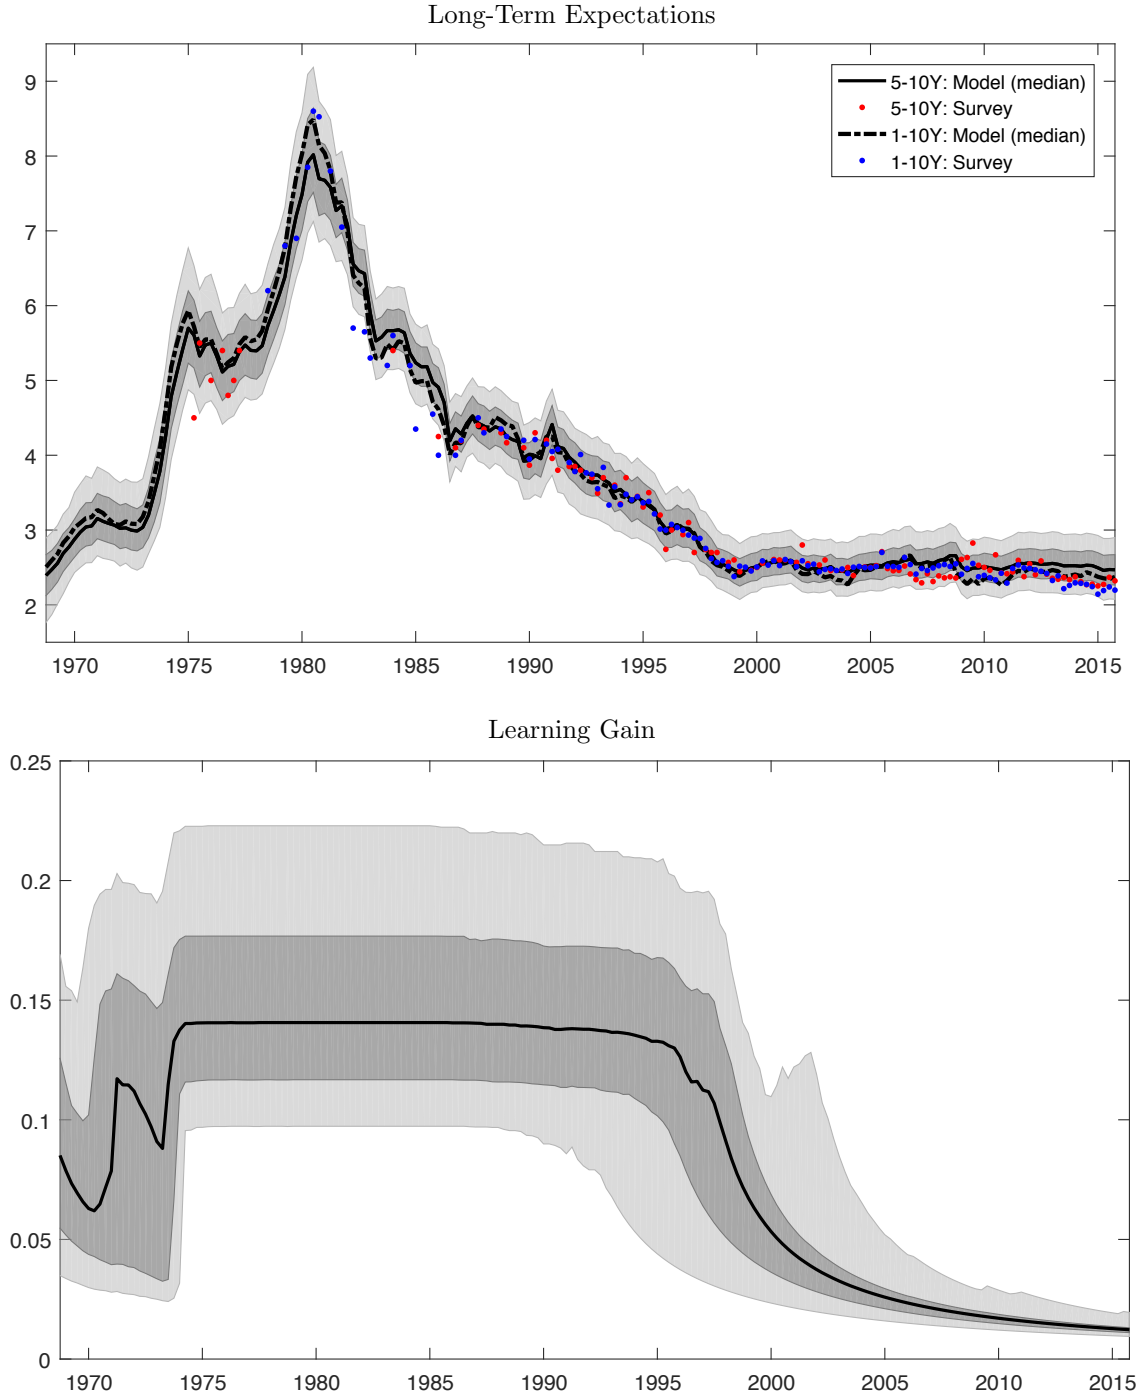 Long-Term Expectations
9
8
7
6
5
4
3
2
5-10Y: Model (median)
5-10Y: Survey
1-10Y: Model (median)
1-10Y: Survey
1970 1975 1980 1985 1990 1995 2000 2005 2010 2015
Learning Gain
0.25
0.2
0.15
0.1
0.05
0
1970 1975 1980 1985 1990 1995 2000 2005 2010 2015